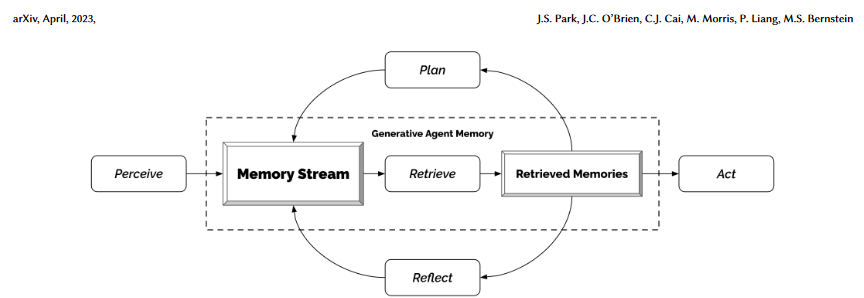 arXiv, April, 2023,
J.S. Park, J.C. O'Brien, C.J. Cai, M. Morris, P. Liang, M.S. Bernstein
Plan
Generative Agent Memory
Perceive
Memory Stream
Retrieve
Retrieved Memories
Act
Reflect